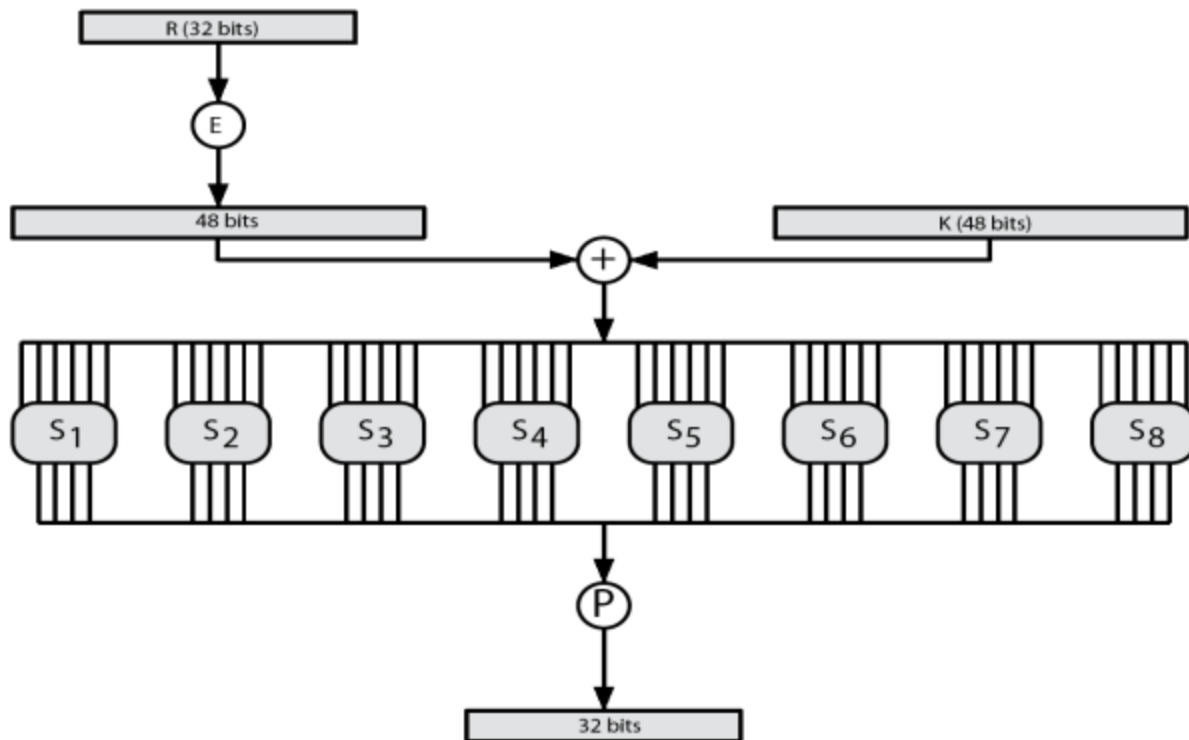 R (32 bits)
E
48 bits
K (48 bits)
+
S1 S2 S3 S4 S5 S6 S7 S8
P
32 bits